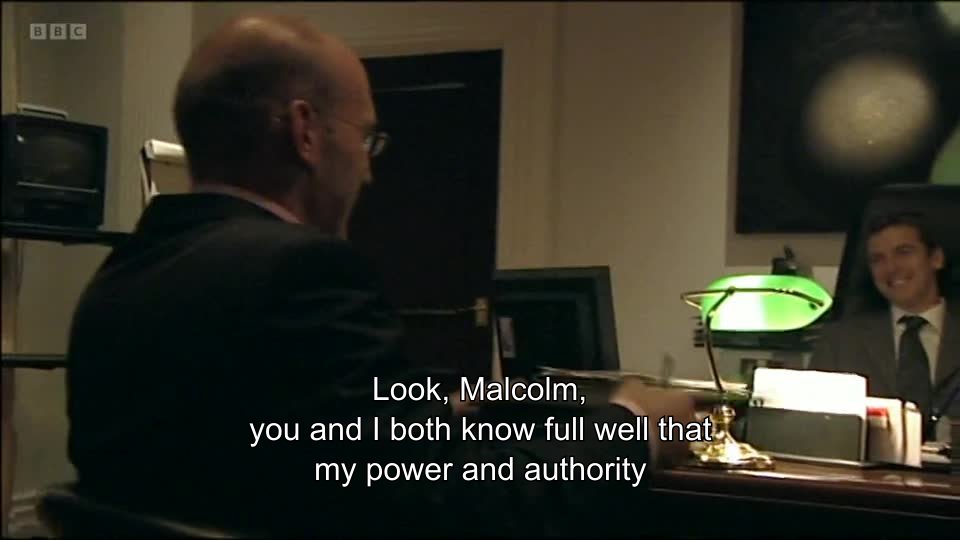 BBC
Look, Malcolm,
you and I both know full well that
my power and authority